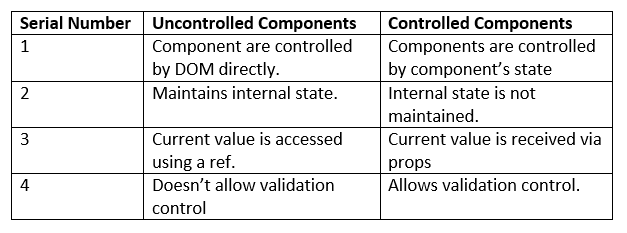 Serial Number Uncontrolled Components Controlled Components
1 Component are controlled Components are controlled
by DOM directly. by component's state
2 Maintains internal state. Internal state is not
maintained.
3 Current value is accessed Current value is received via
using a ref. props
4 Doesn't allow validation Allows validation control.
control